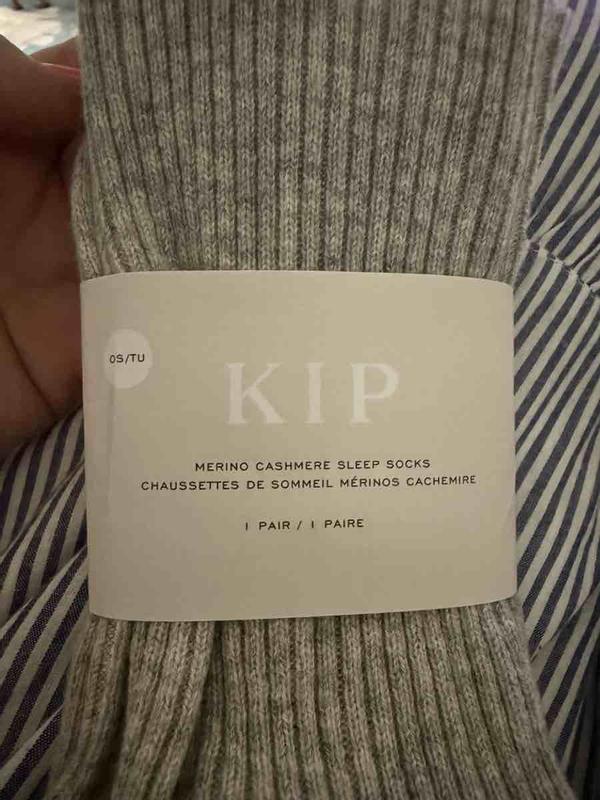 OS/TU
KIP
MERINO CASHMERE SLEEP SOCKS
CHAUSSETTES DE SOMMEIL MÉRINOS CACHEMIRE
1 PAIR / 1 PAIRE